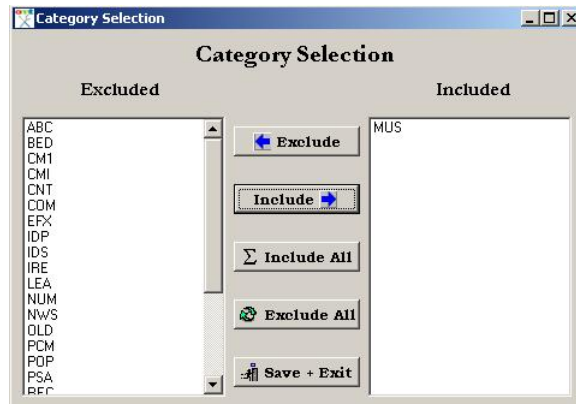 Category Selection
Category Selection
Excluded
Included
ABC
BED
CM1
CMI
CNT
COM
EFX
IDP
IDS
IRE
LEA
NUM
NWS
OLD
PCM
POP
PSA
Exclude
Include
Σ Include All
Exclude All
Save + Exit
MUS